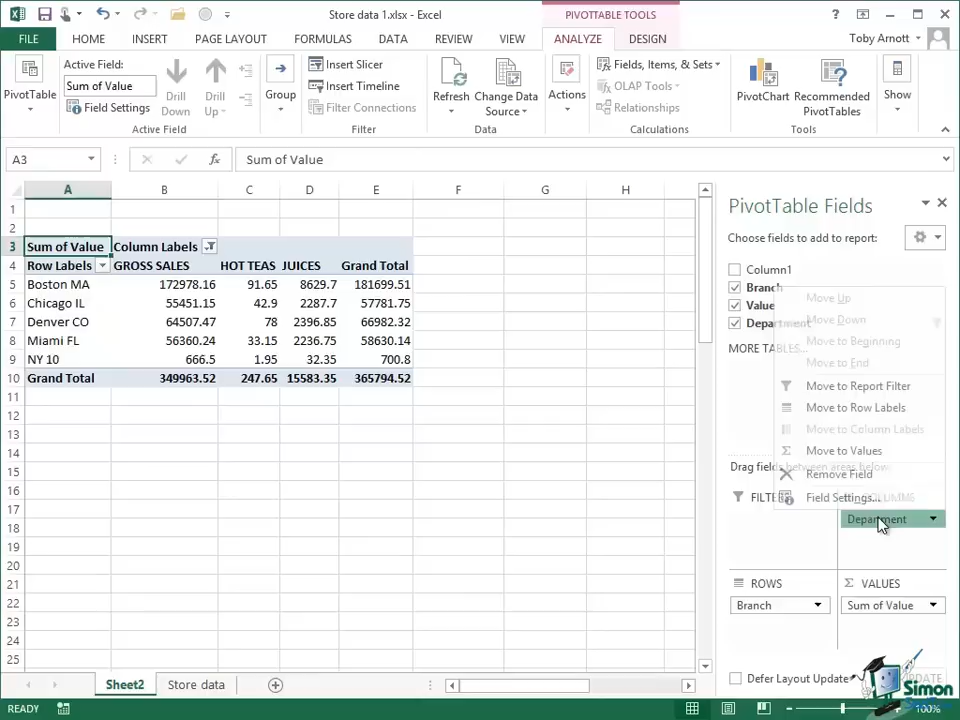 Store data 1.xlsx - Excel
PIVOTTABLE TOOLS
?
FILE HOME INSERT PAGE LAYOUT FORMULAS DATA REVIEW VIEW ANALYZE DESIGN Toby Arnott
PivotTable
Active Field:
Sum of Value
Field Settings
Drill Down
Drill Up
Active Field
Group
Insert Slicer
Insert Timeline
Filter Connections
Filter
Refresh
Change Data Source
Data
Actions
Fields, Items, & Sets
OLAP Tools
Relationships
Calculations
PivotChart
Recommended PivotTables
Tools
Show
A3 fx Sum of Value
A B C D E F G H I
1
2
3 Sum of Value Column Labels
4 Row Labels GROSS SALES HOT TEAS JUICES Grand Total
5 Boston MA 172978.16 91.65 8629.7 181699.51
6 Chicago IL 55451.15 42.9 2287.7 57781.75
7 Denver CO 64507.47 78 2396.85 66982.32
8 Miami FL 56360.24 33.15 2236.75 58630.14
9 NY 10 666.5 1.95 32.35 700.8
10 Grand Total 349963.52 247.65 15583.35 365794.52
11
12
13
14
15
16
17
18
19
20
21
22
23
24
25
PivotTable Fields
Choose fields to add to report:
Column1
Branch
Value
Department
MORE TABLES...
Move Up
Move Down
Move to Beginning
Move to End
Move to Report Filter
Move to Row Labels
Move to Column Labels
Move to Values
Remove Field
Field Settings...
Drag fields between areas below
FILTE COLUMNS
Department
ROWS
Branch
Σ VALUES
Sum of Value
Defer Layout Update UPDATE
Sheet2 Store data
READY 100%
Simon